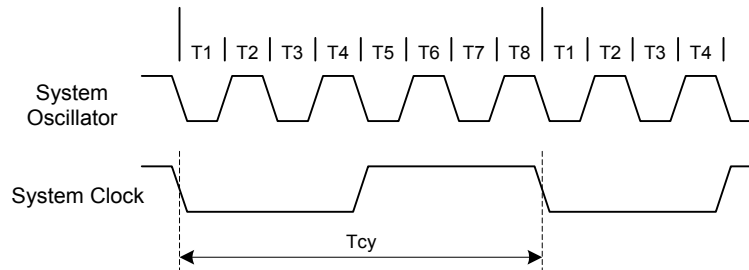 T1 T2 T3 T4 T5 T6 T7 T8 T1 T2 T3 T4
System
Oscillator
System Clock
Tcy